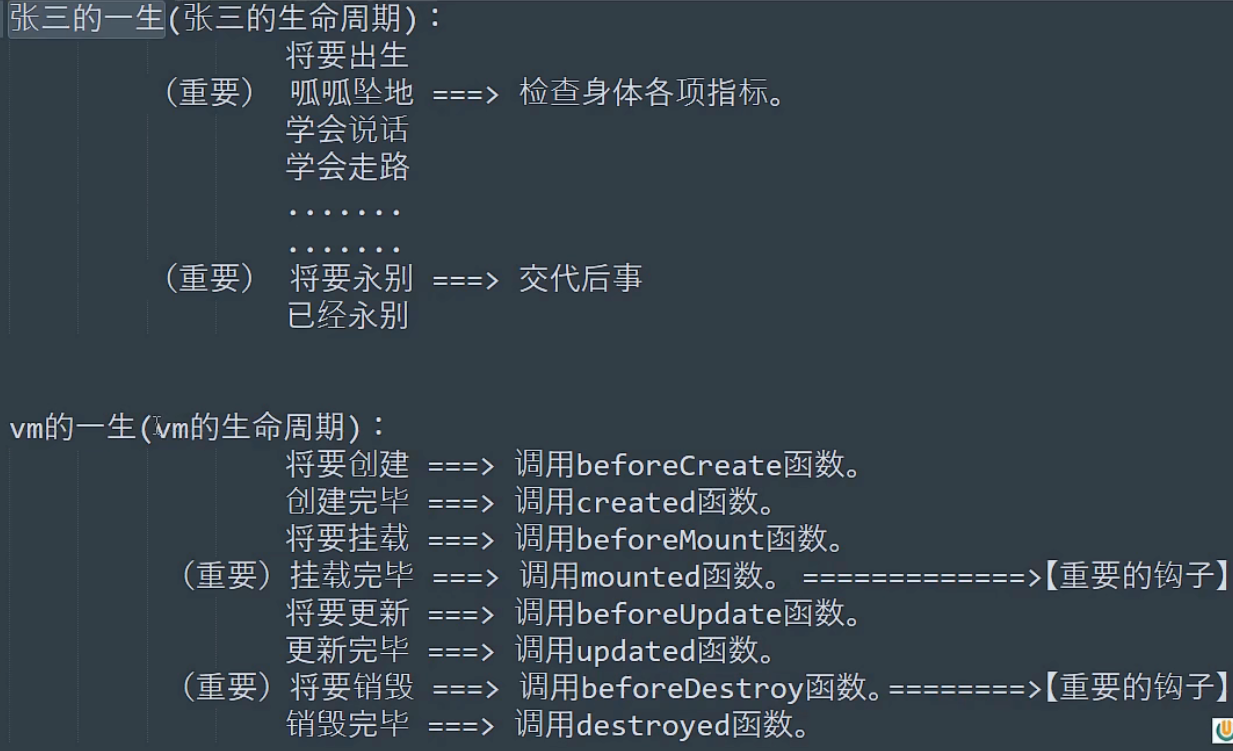 张三的一生(张三的生命周期)：
将要出生
（重要） 呱呱坠地 ===> 检查身体各项指标。
学会说话
学会走路
.......
.......
（重要） 将要永别 ===> 交代后事
已经永别
vm的一生(vm的生命周期)：
将要创建 ===> 调用beforeCreate函数。
创建完毕 ===> 调用created函数。
将要挂载 ===> 调用beforeMount函数。
（重要）挂载完毕 ===> 调用mounted函数。 =============>【重要的钩子】
将要更新 ===> 调用beforeUpdate函数。
更新完毕 ===> 调用updated函数。
（重要）将要销毁 ===> 调用beforeDestroy函数。========>【重要的钩子】
销毁完毕 ===> 调用destroyed函数。